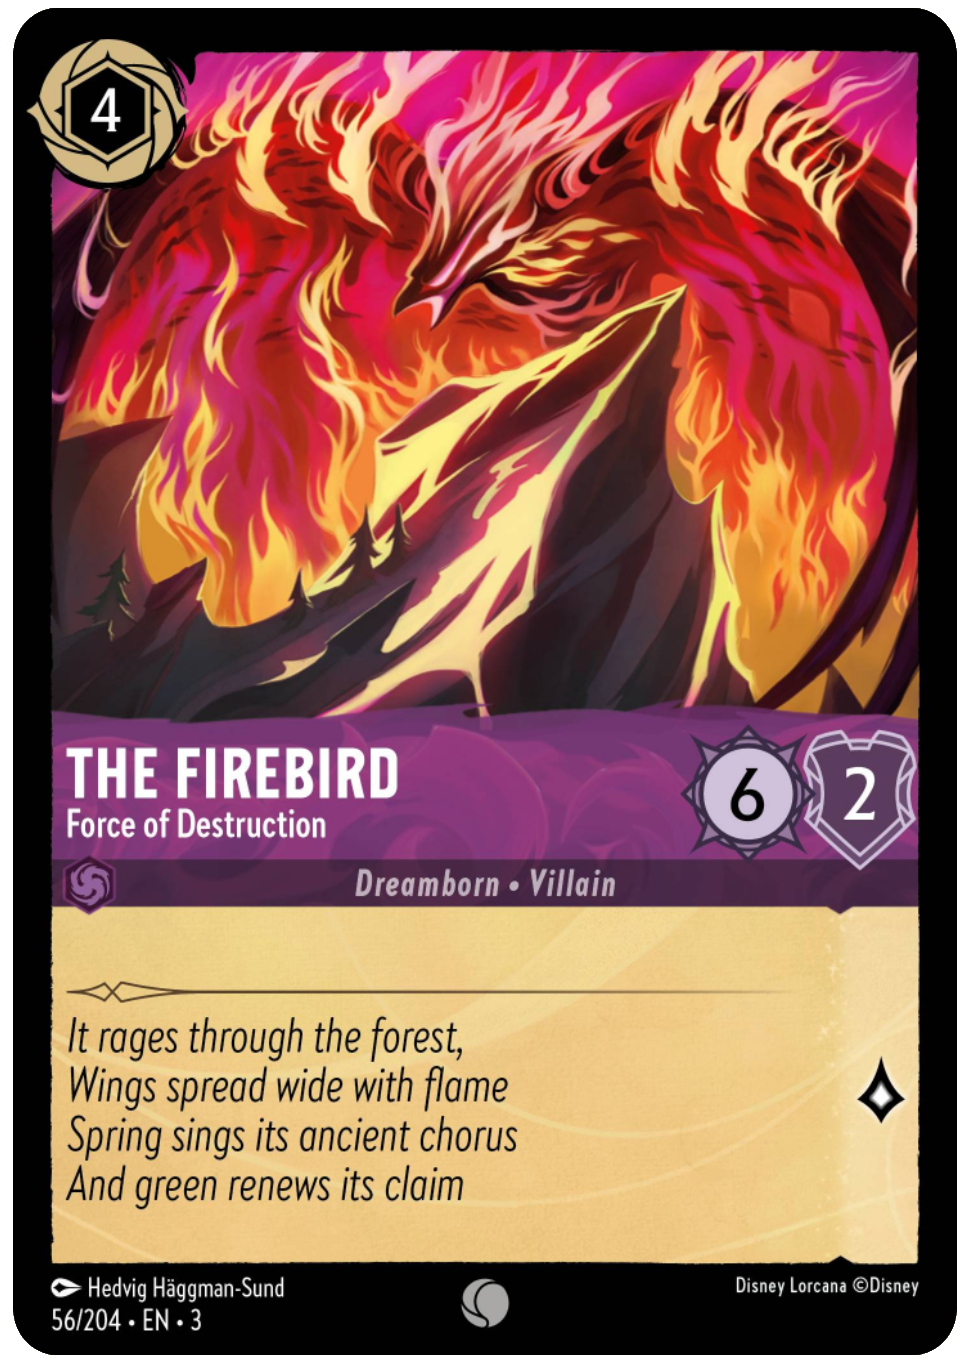 4
THE FIREBIRD
Force of Destruction
6
2
Dreamborn • Villain
It rages through the forest,
Wings spread wide with flame
Spring sings its ancient chorus
And green renews its claim
Hedvig Häggman-Sund
Disney Lorcana ©Disney
56/204 • EN • 3